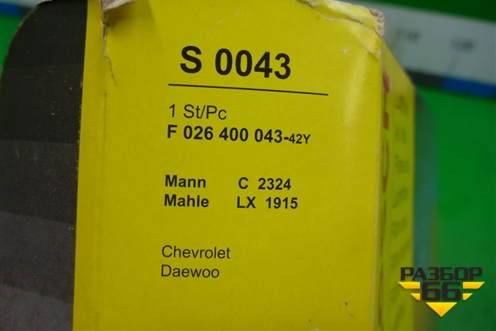 S 0043
1 St/Pc
F 026 400 043-42Y
Mann C 2324
Mahle LX 1915
Chevrolet
Daewoo
РАЗБОР
66